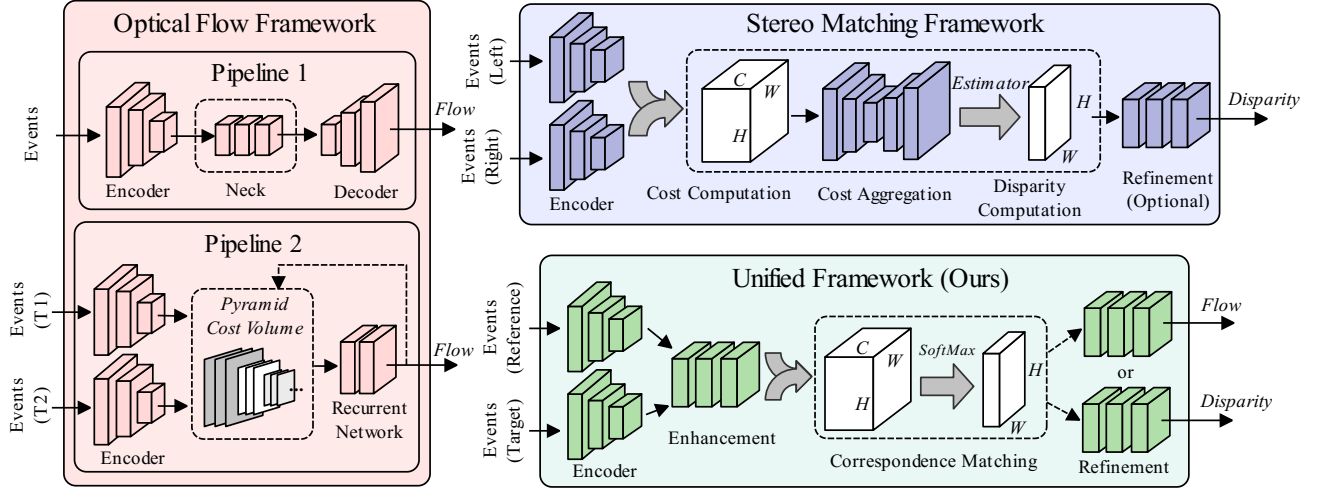 Optical Flow Framework
Pipeline 1
Events
Encoder
Neck
Decoder
Flow
Pipeline 2
Events
(T1)
Events
(T2)
Encoder
Pyramid
Cost Volume
...
Recurrent
Network
Flow
Stereo Matching Framework
Events
(Left)
Events
(Right)
Encoder
C
W
H
Cost Computation
Cost Aggregation
Estimator
H
W
Disparity
Computation
Refinement
(Optional)
Disparity
Unified Framework (Ours)
Events
(Reference)
Events
(Target)
Encoder
Enhancement
C
W
H
SoftMax
H
W
Correspondence Matching
Flow
or
Disparity
Refinement